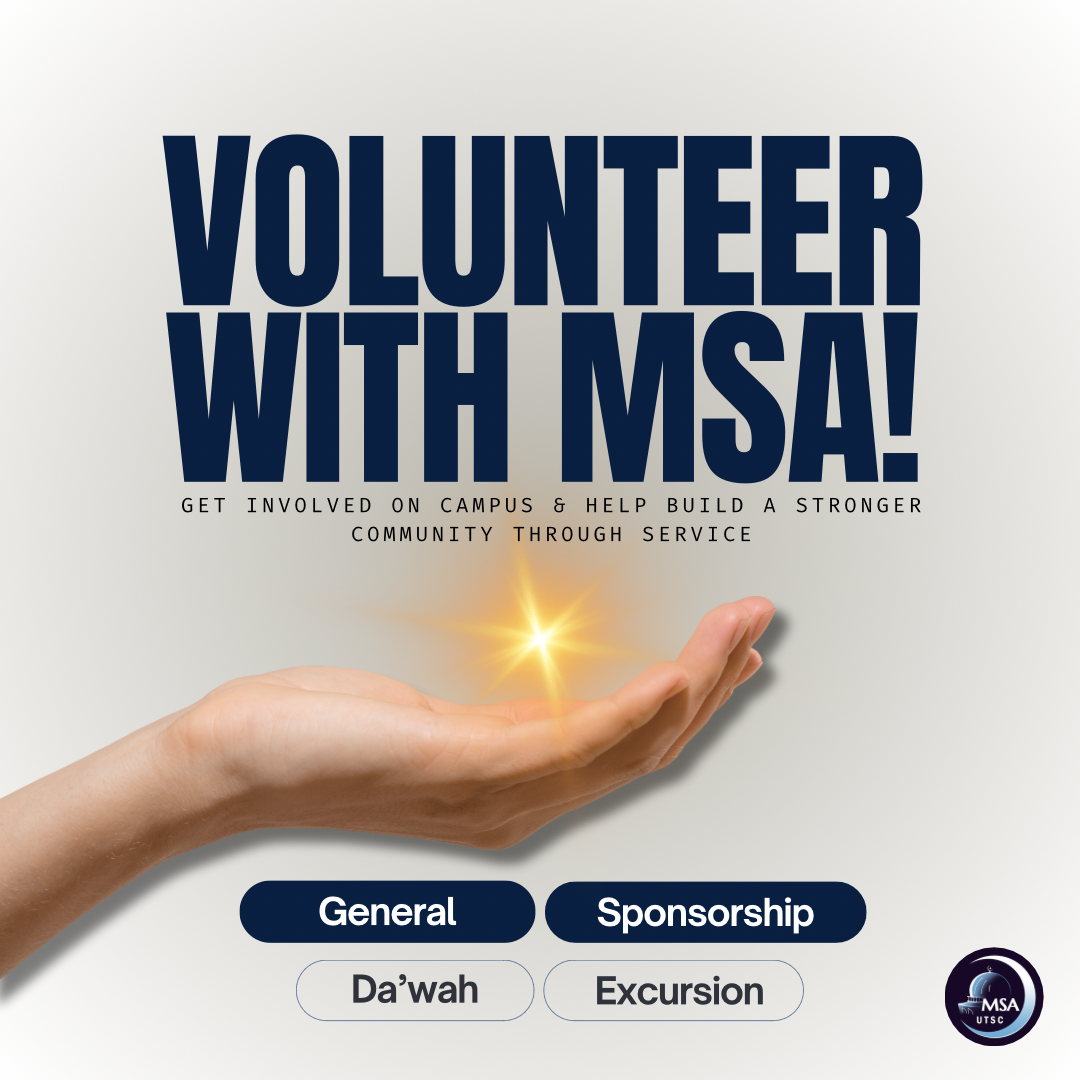 VOLUNTEER
WITH MSA!
GET INVOLVED ON CAMPUS & HELP BUILD A STRONGER
COMMUNITY THROUGH SERVICE
General
Sponsorship
Da’wah
Excursion
MSA
UTSC